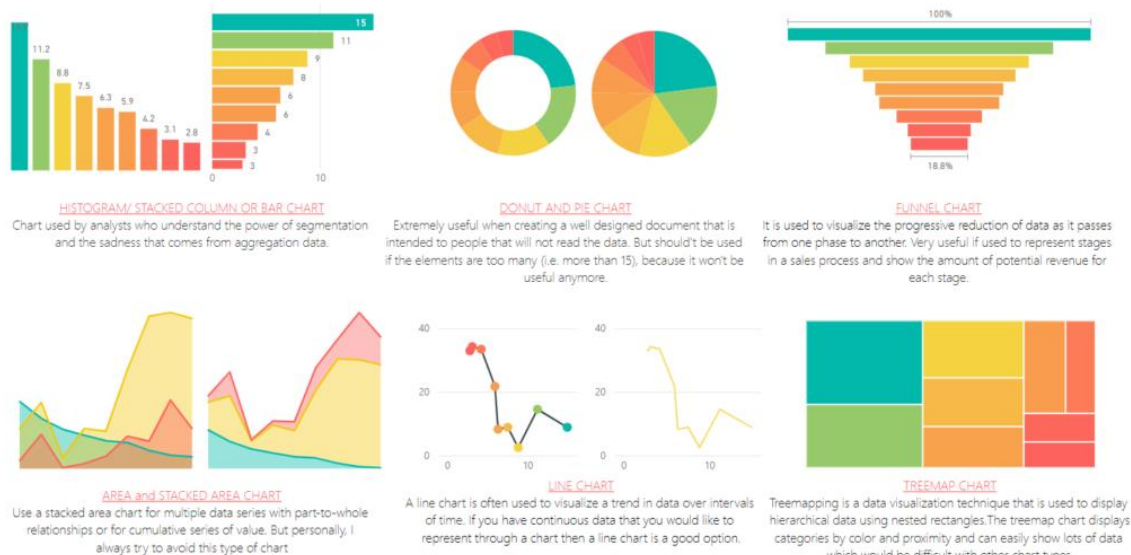 11.2
8.8
7.5
6.3
5.9
4.2
3.1
2.8
15
11
9
8
6
6
4
3
3
0
10
100%
18.8%
HISTOGRAM/ STACKED COLUMN OR BAR CHART
Chart used by analysts who understand the power of segmentation
and the sadness that comes from aggregation data.
DONUT AND PIE CHART
Extremely useful when creating a well designed document that is
intended to people that will not read the data. But should't be used
if the elements are too many (i.e. more than 15), because it won't be
useful anymore.
FUNNEL CHART
It is used to visualize the progressive reduction of data as it passes
from one phase to another. Very useful if used to represent stages
in a sales process and show the amount of potential revenue for
each stage.
40
20
0
0
10
40
20
0
0
10
AREA and STACKED AREA CHART
Use a stacked area chart for multiple data series with part-to-whole
relationships or for cumulative series of value. But personally, I
always try to avoid this type of chart
LINE CHART
A line chart is often used to visualize a trend in data over intervals
of time. If you have continuous data that you would like to
represent through a chart then a line chart is a good option.
TREEMAP CHART
Treemapping is a data visualization technique that is used to display
hierarchical data using nested rectangles.The treemap chart displays
categories by color and proximity and can easily show lots of data
which would be difficult with other chart types